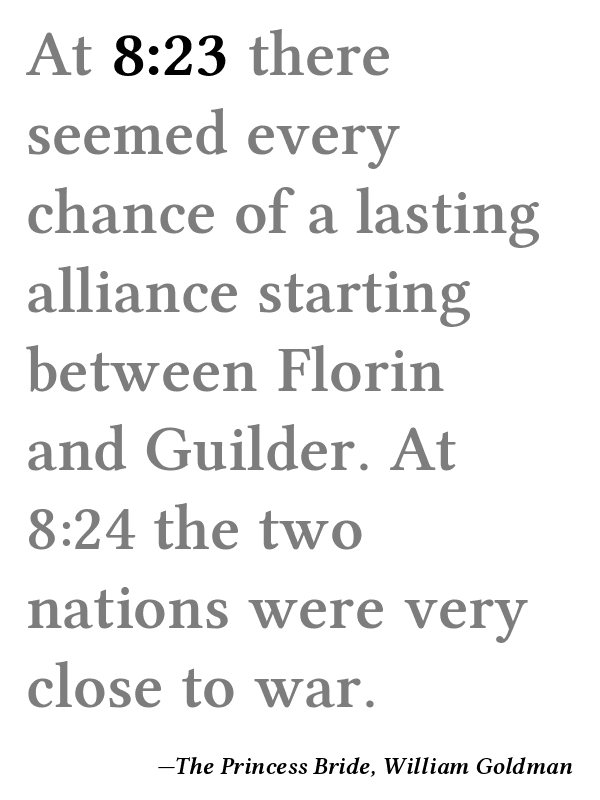 At 8:23 there
seemed every
chance of a lasting
alliance starting
between Florin
and Guilder. At
8:24 the two
nations were very
close to war.
—The Princess Bride, William Goldman